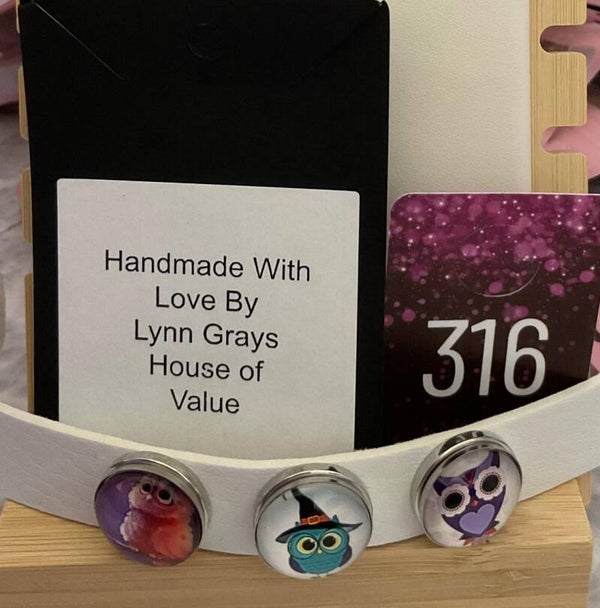 Handmade With
Love By
Lynn Grays
House of
Value
316